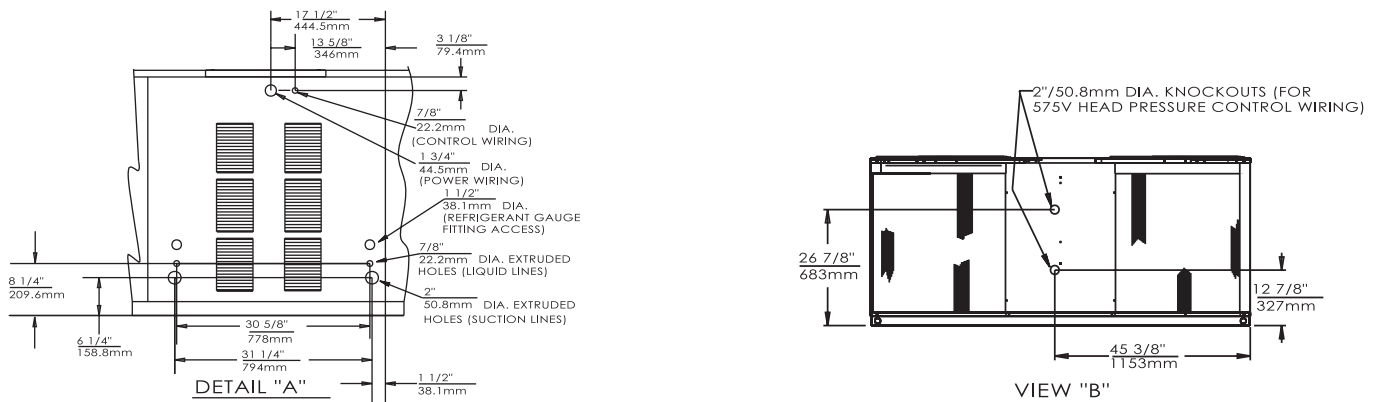 17 1/2"
444.5mm
13 5/8"
346mm
3 1/8"
79.4mm
7/8"
22.2mm DIA.
(CONTROL WIRING)
1 3/4"
44.5mm DIA.
(POWER WIRING)
1 1/2"
38.1mm DIA.
(REFRIGERANT GAUGE
FITTING ACCESS)
7/8"
22.2mm DIA. EXTRUDED
HOLES (LIQUID LINES)
2"
50.8mm DIA. EXTRUDED
HOLES (SUCTION LINES)
8 1/4"
209.6mm
6 1/4"
158.8mm
30 5/8"
778mm
31 1/4"
794mm
1 1/2"
38.1mm
DETAIL "A"
2"/50.8mm DIA. KNOCKOUTS (FOR
575V HEAD PRESSURE CONTROL WIRING)
26 7/8"
683mm
12 7/8"
327mm
45 3/8"
1153mm
VIEW "B"